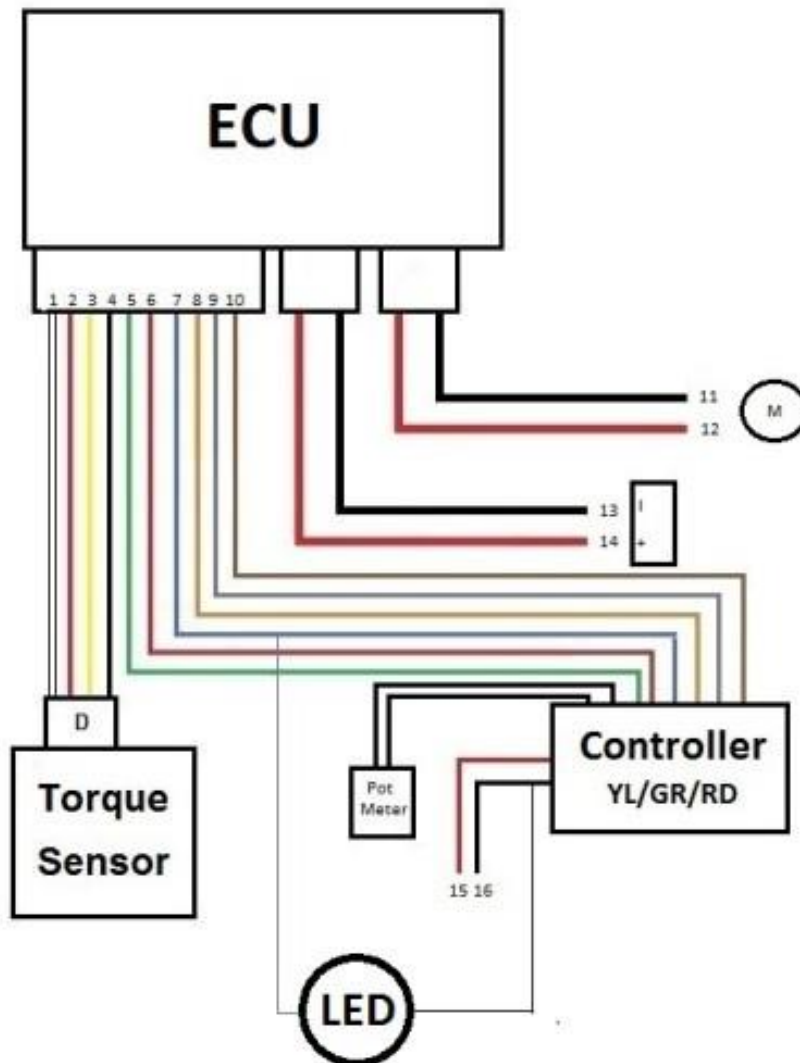 ECU
1 2 3 4 5 6 7 8 9 10
11
M
12
13
I
14
+
D
Torque
Sensor
Pot
Meter
Controller
YL/GR/RD
15 16
LED